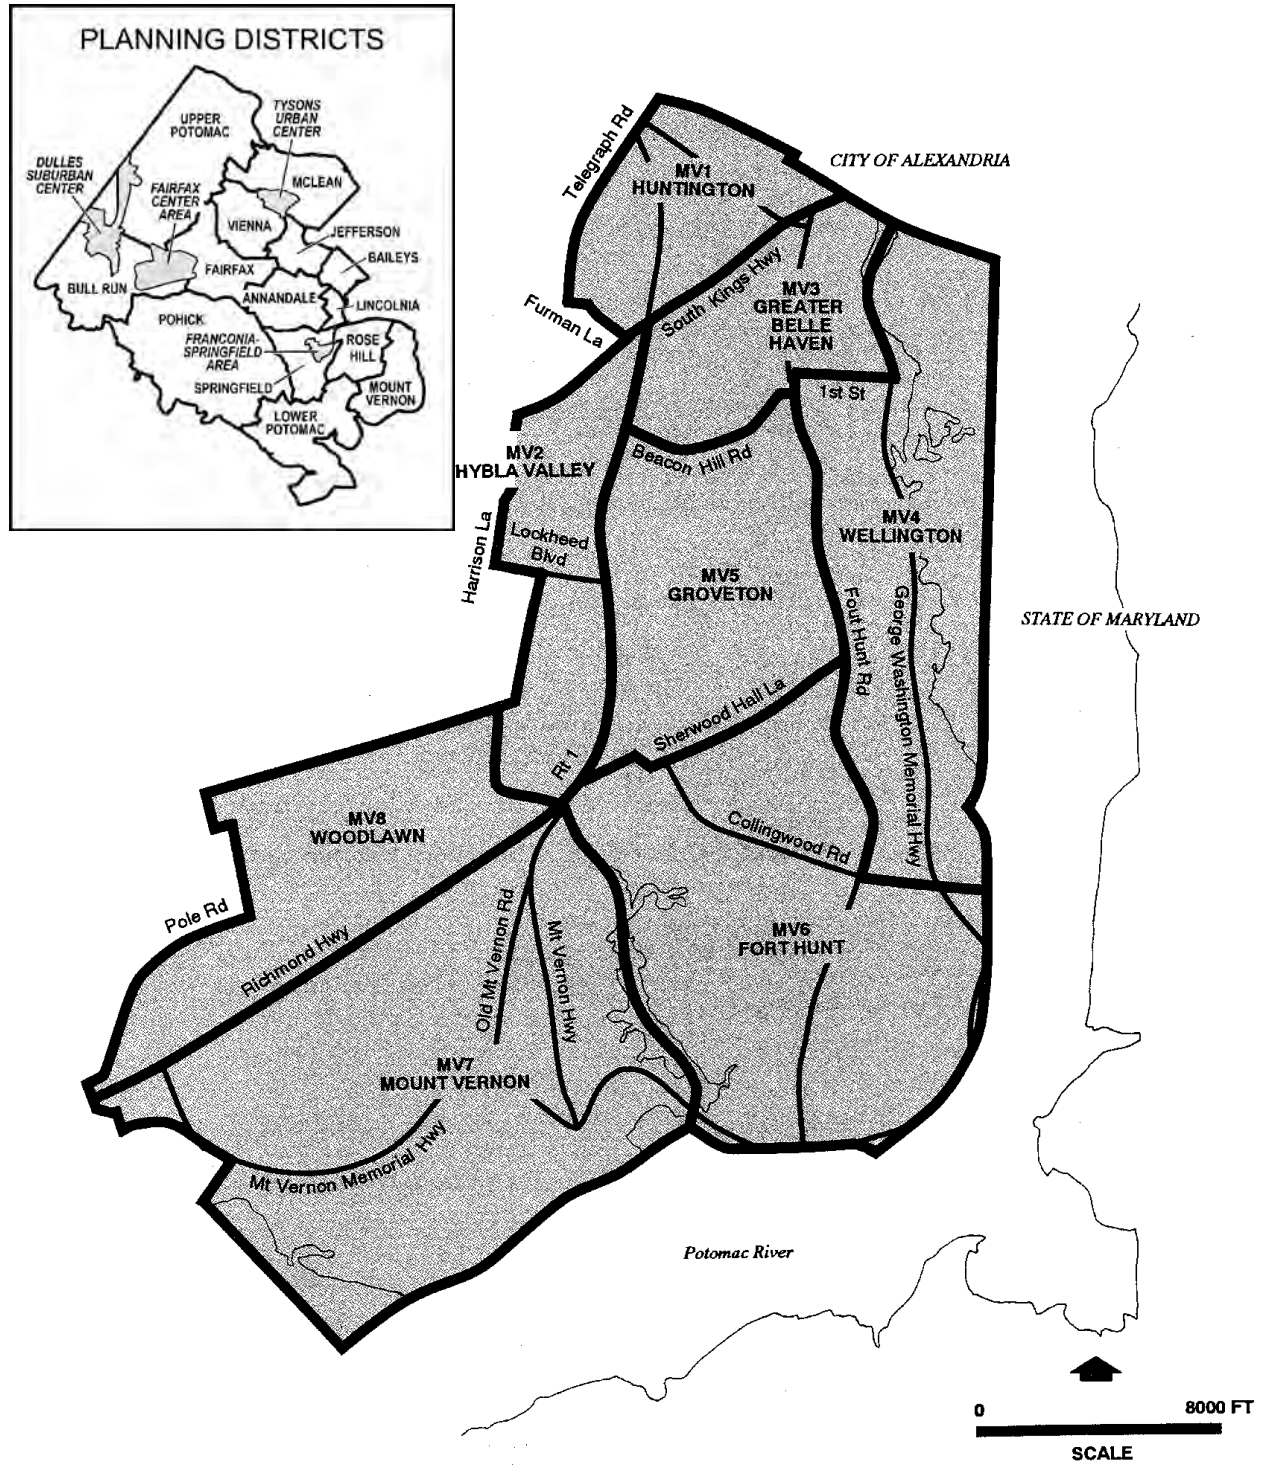 PLANNING DISTRICTS
UPPER
POTOMAC
TYSONS
URBAN
CENTER
DULLES
SUBURBAN
CENTER
FAIRFAX
CENTER
AREA
MCLEAN
VIENNA
JEFFERSON
BAILEYS
FAIRFAX
BULL RUN
ANNANDALE
LINCOLNIA
POHICK
FRANCONIA-
SPRINGFIELD
AREA
ROSE
HILL
SPRINGFIELD
MOUNT
VERNON
LOWER
POTOMAC
Telegraph Rd
CITY OF ALEXANDRIA
MV1
HUNTINGTON
South Kings Hwy
Furman La
MV3
GREATER
BELLE
HAVEN
1st St
MV2
HYBLA VALLEY
Beacon Hill Rd
Harrison La
Lockheed
Blvd
MV4
WELLINGTON
MV5
GROVETON
Fout Hunt Rd
George Washington Memorial Hwy
STATE OF MARYLAND
Sherwood Hall La
Rt 1
MV8
WOODLAWN
Collingwood Rd
Pole Rd
Richmond Hwy
Old Mt Vernon Rd
Mt Vernon Hwy
MV6
FORT HUNT
MV7
MOUNT VERNON
Mt Vernon Memorial Hwy
Potomac River
0 8000 FT
SCALE